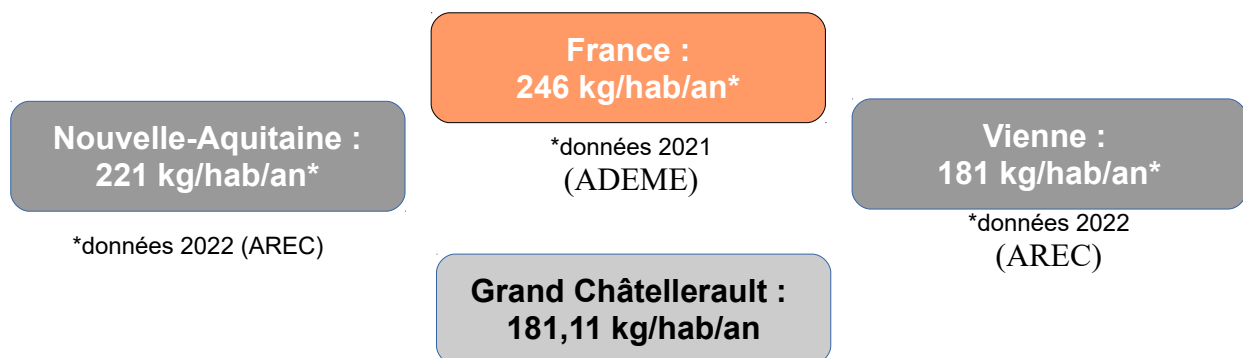 France :
246 kg/hab/an*
*données 2021
(ADEME)
Nouvelle-Aquitaine :
221 kg/hab/an*
*données 2022 (AREC)
Vienne :
181 kg/hab/an*
*données 2022
(AREC)
Grand Châtellerault :
181,11 kg/hab/an